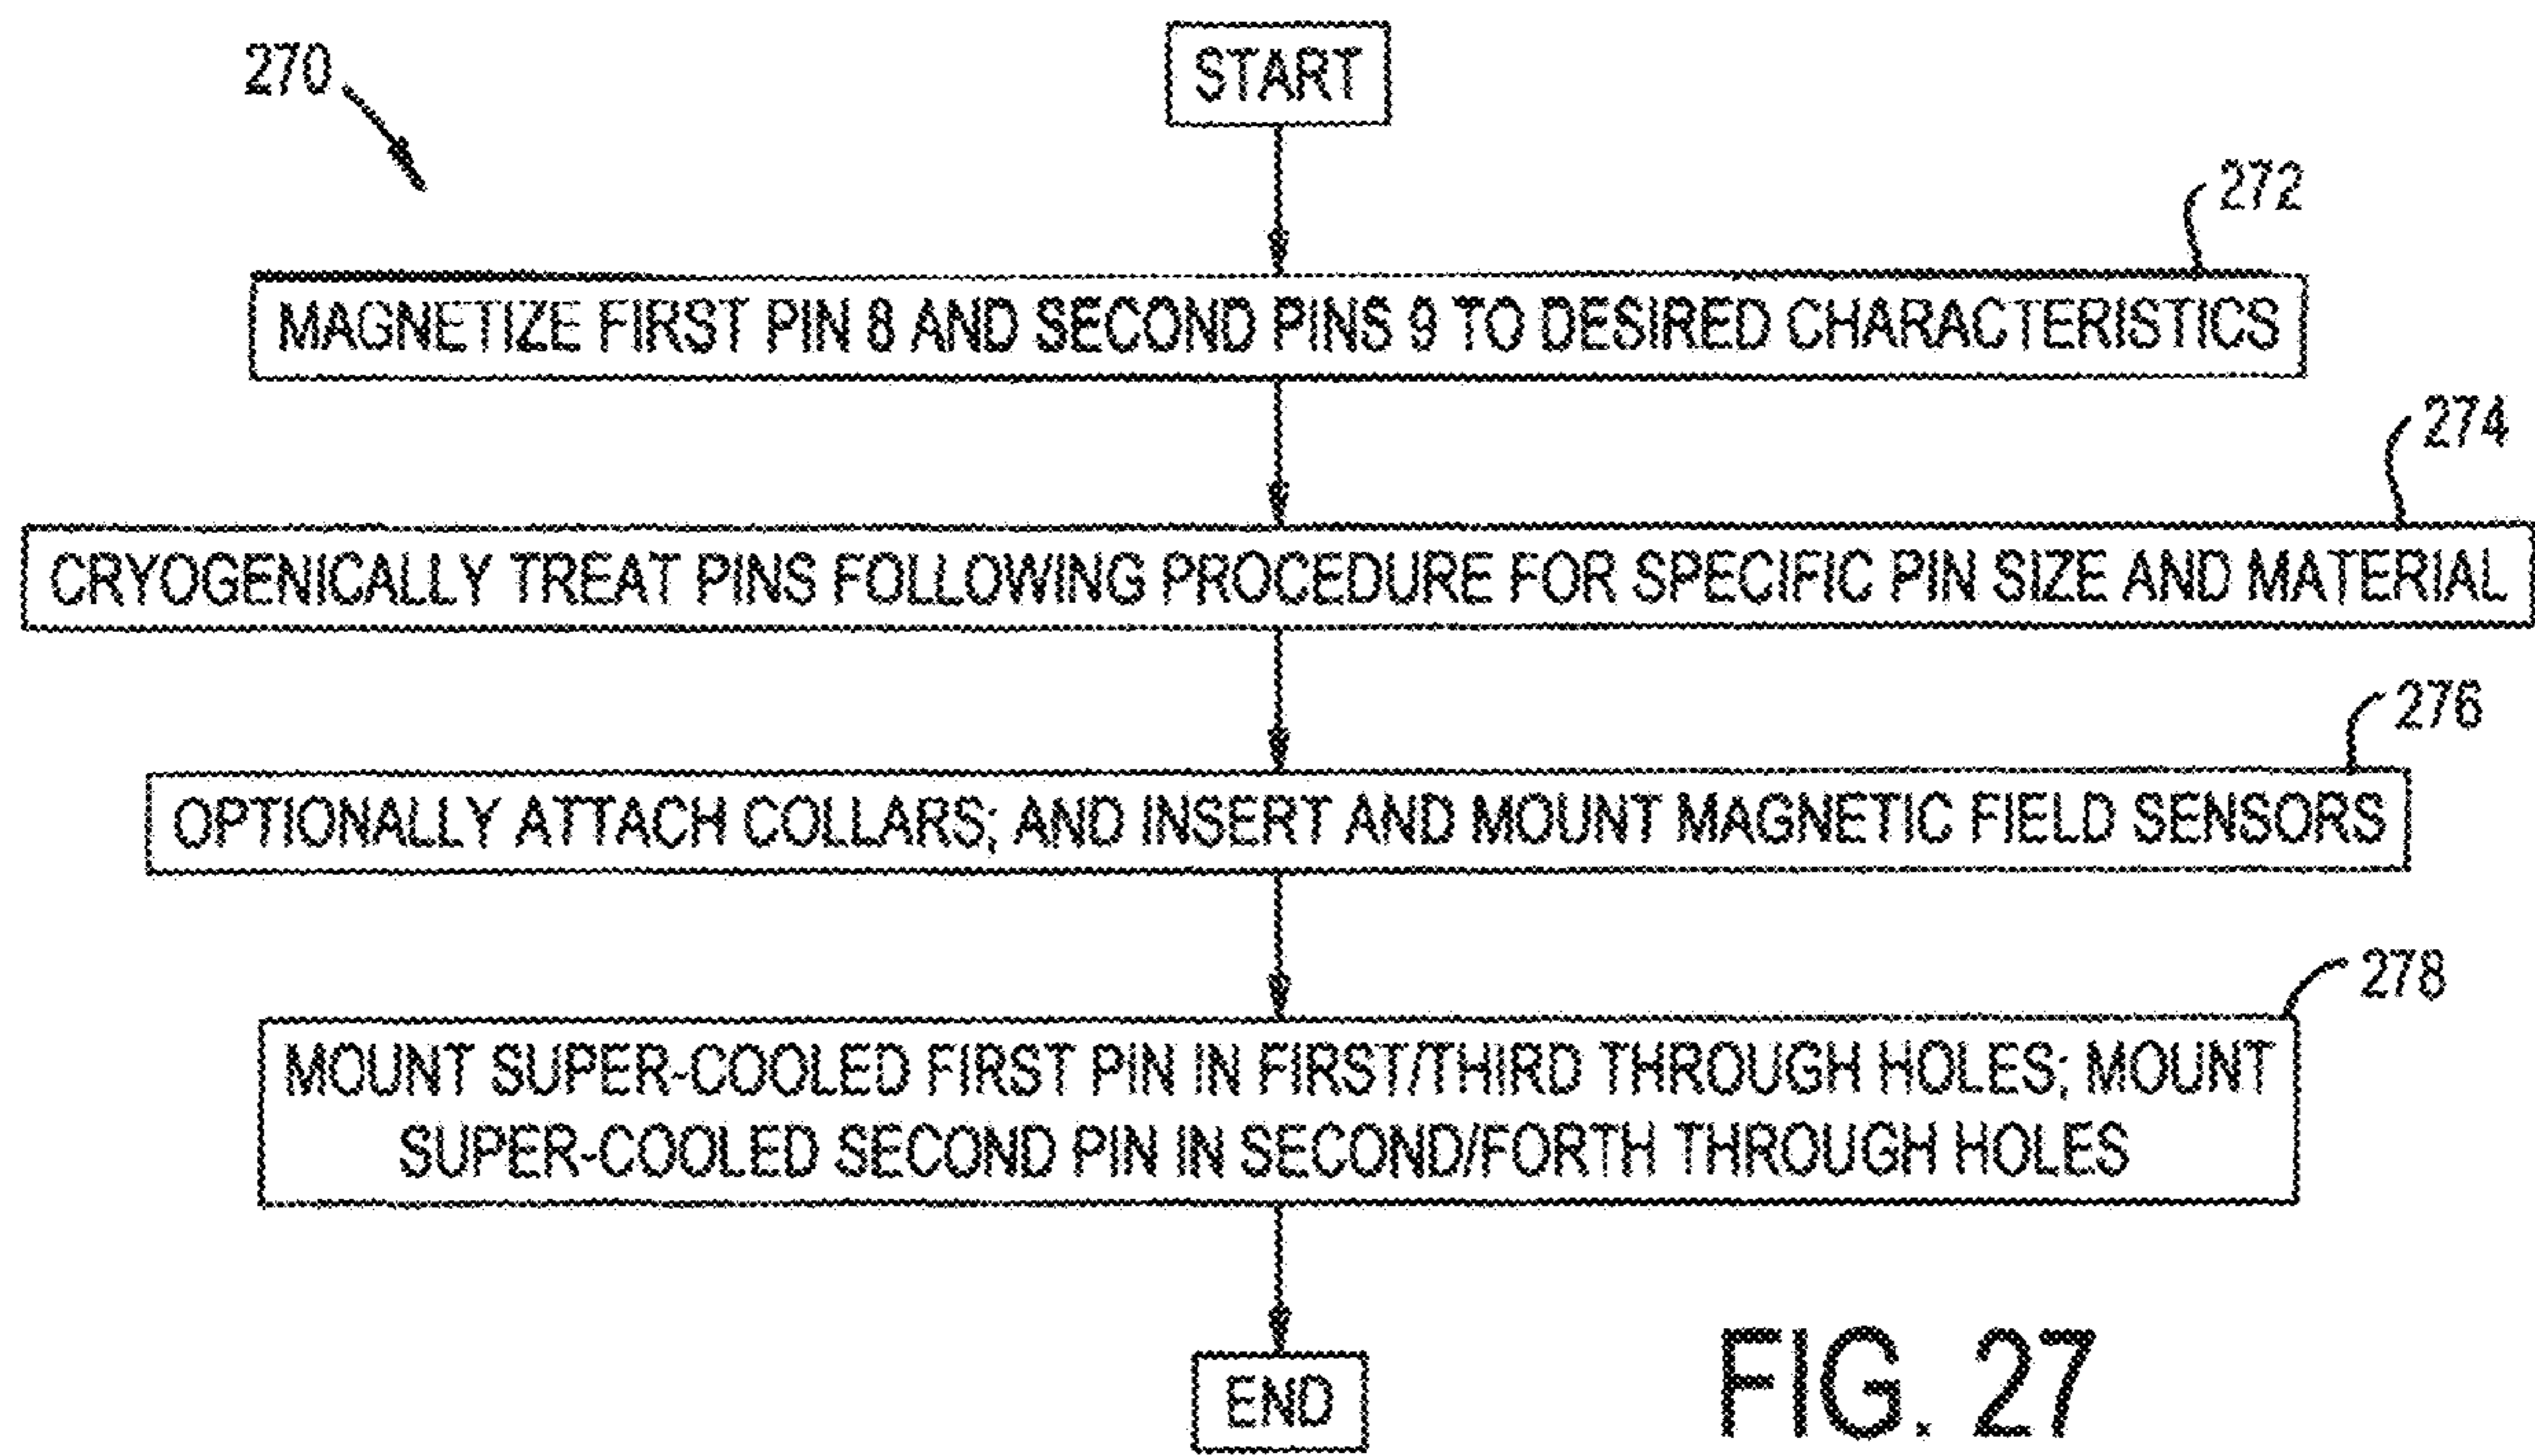 270
START
272
MAGNETIZE FIRST PIN 8 AND SECOND PINS 9 TO DESIRED CHARACTERISTICS
274
CRYOGENICALLY TREAT PINS FOLLOWING PROCEDURE FOR SPECIFIC PIN SIZE AND MATERIAL
276
OPTIONALLY ATTACH COLLARS; AND INSERT AND MOUNT MAGNETIC FIELD SENSORS
278
MOUNT SUPER-COOLED FIRST PIN IN FIRST/THIRD THROUGH HOLES; MOUNT
SUPER-COOLED SECOND PIN IN SECOND/FORTH THROUGH HOLES
END
FIG. 27